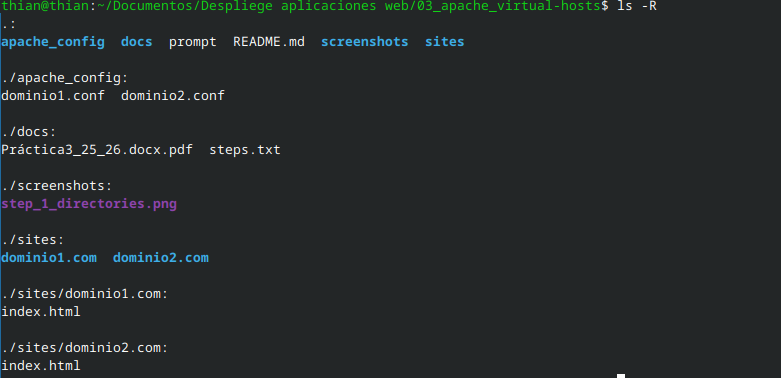 thian@thian:~/Documentos/Despliege aplicaciones web/03_apache_virtual-hosts$ ls -R
.:
apache_config  docs  prompt  README.md  screenshots  sites
./apache_config:
dominio1.conf  dominio2.conf
./docs:
Práctica3_25_26.docx.pdf  steps.txt
./screenshots:
step_1_directories.png
./sites:
dominio1.com  dominio2.com
./sites/dominio1.com:
index.html
./sites/dominio2.com:
index.html